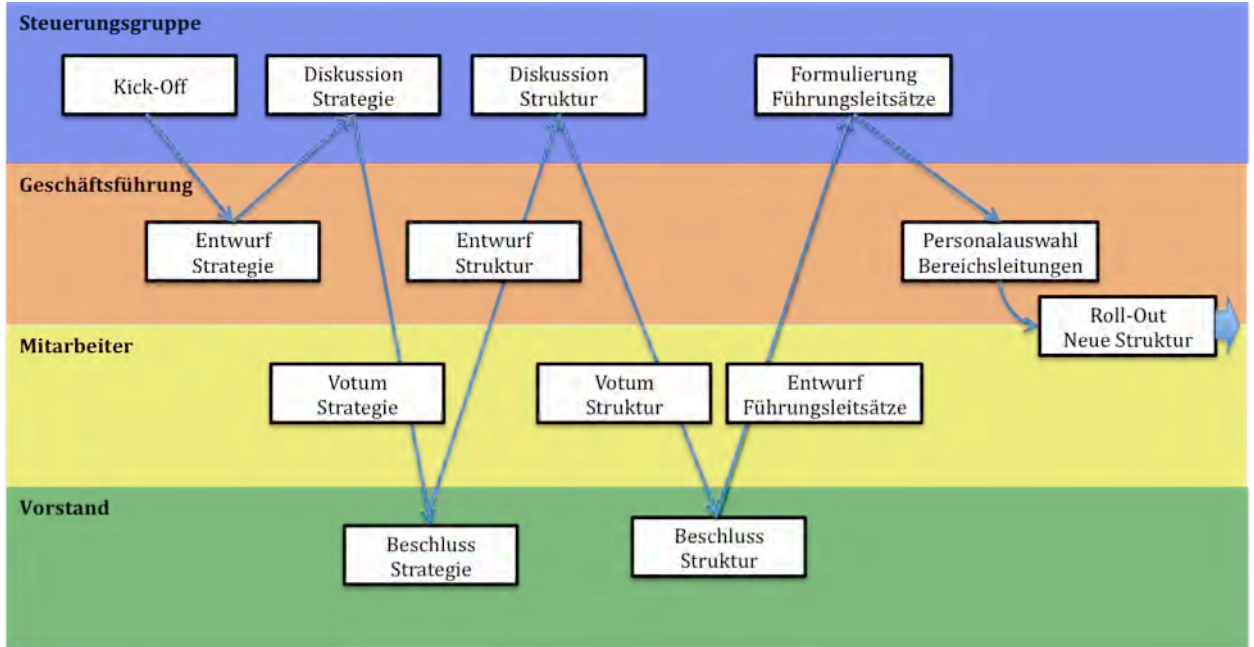 Steuerungsgruppe
Kick-Off
Diskussion
Strategie
Diskussion
Struktur
Formulierung
Führungsleitsätze
Geschäftsführung
Entwurf
Strategie
Entwurf
Struktur
Personalauswahl
Bereichsleitungen
Roll-Out
Neue Struktur
Mitarbeiter
Votum
Strategie
Votum
Struktur
Entwurf
Führungsleitsätze
Vorstand
Beschluss
Strategie
Beschluss
Struktur